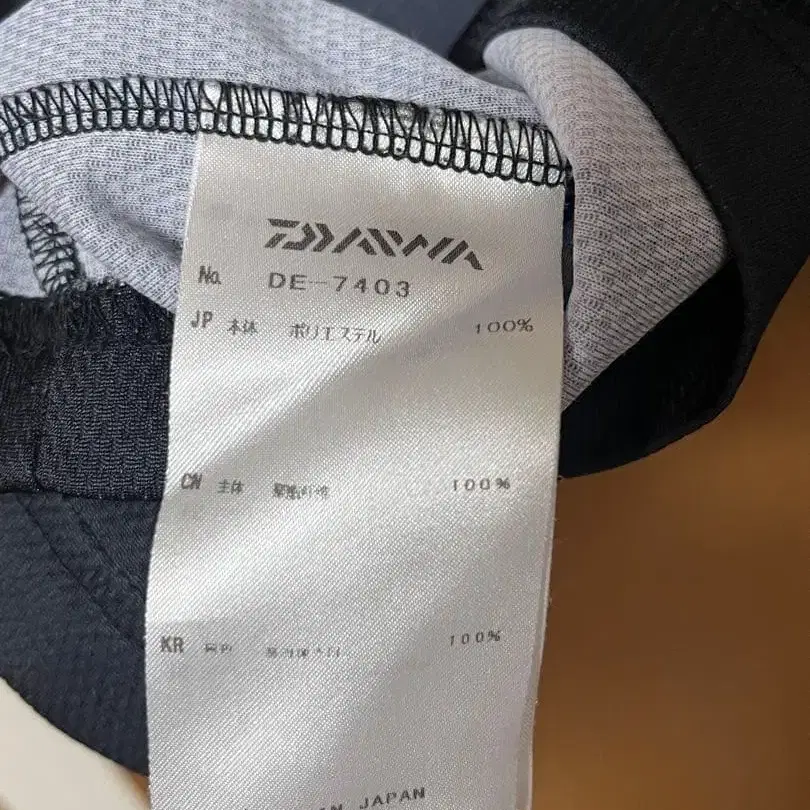 DAIWA
No. DE-7403
JP 本体 ポリエステル 100%
CN 主体 100%
KR 100%
JAPAN